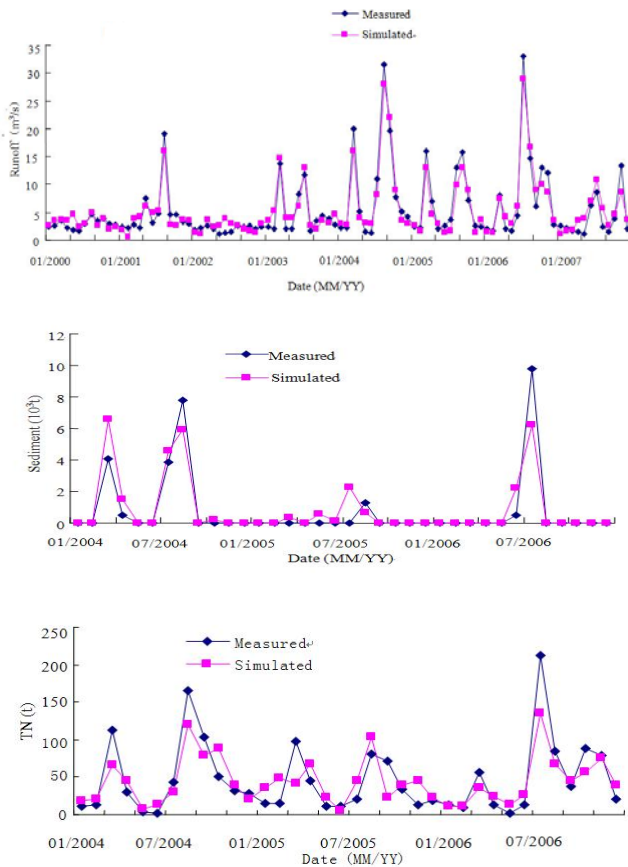 Measured
Simulated
Runoff (m³/s)
35
30
25
20
15
10
5
0
01/2000 01/2001 01/2002 01/2003 01/2004 01/2005 01/2006 01/2007
Date (MM/YY)
Measured
Simulated
Sediment (10³t)
12
10
8
6
4
2
0
01/2004 07/2004 01/2005 07/2005 01/2006 07/2006
Date (MM/YY)
Measured
Simulated
TN (t)
250
200
150
100
50
0
01/2004 07/2004 01/2005 07/2005 01/2006 07/2006
Date (MM/YY)